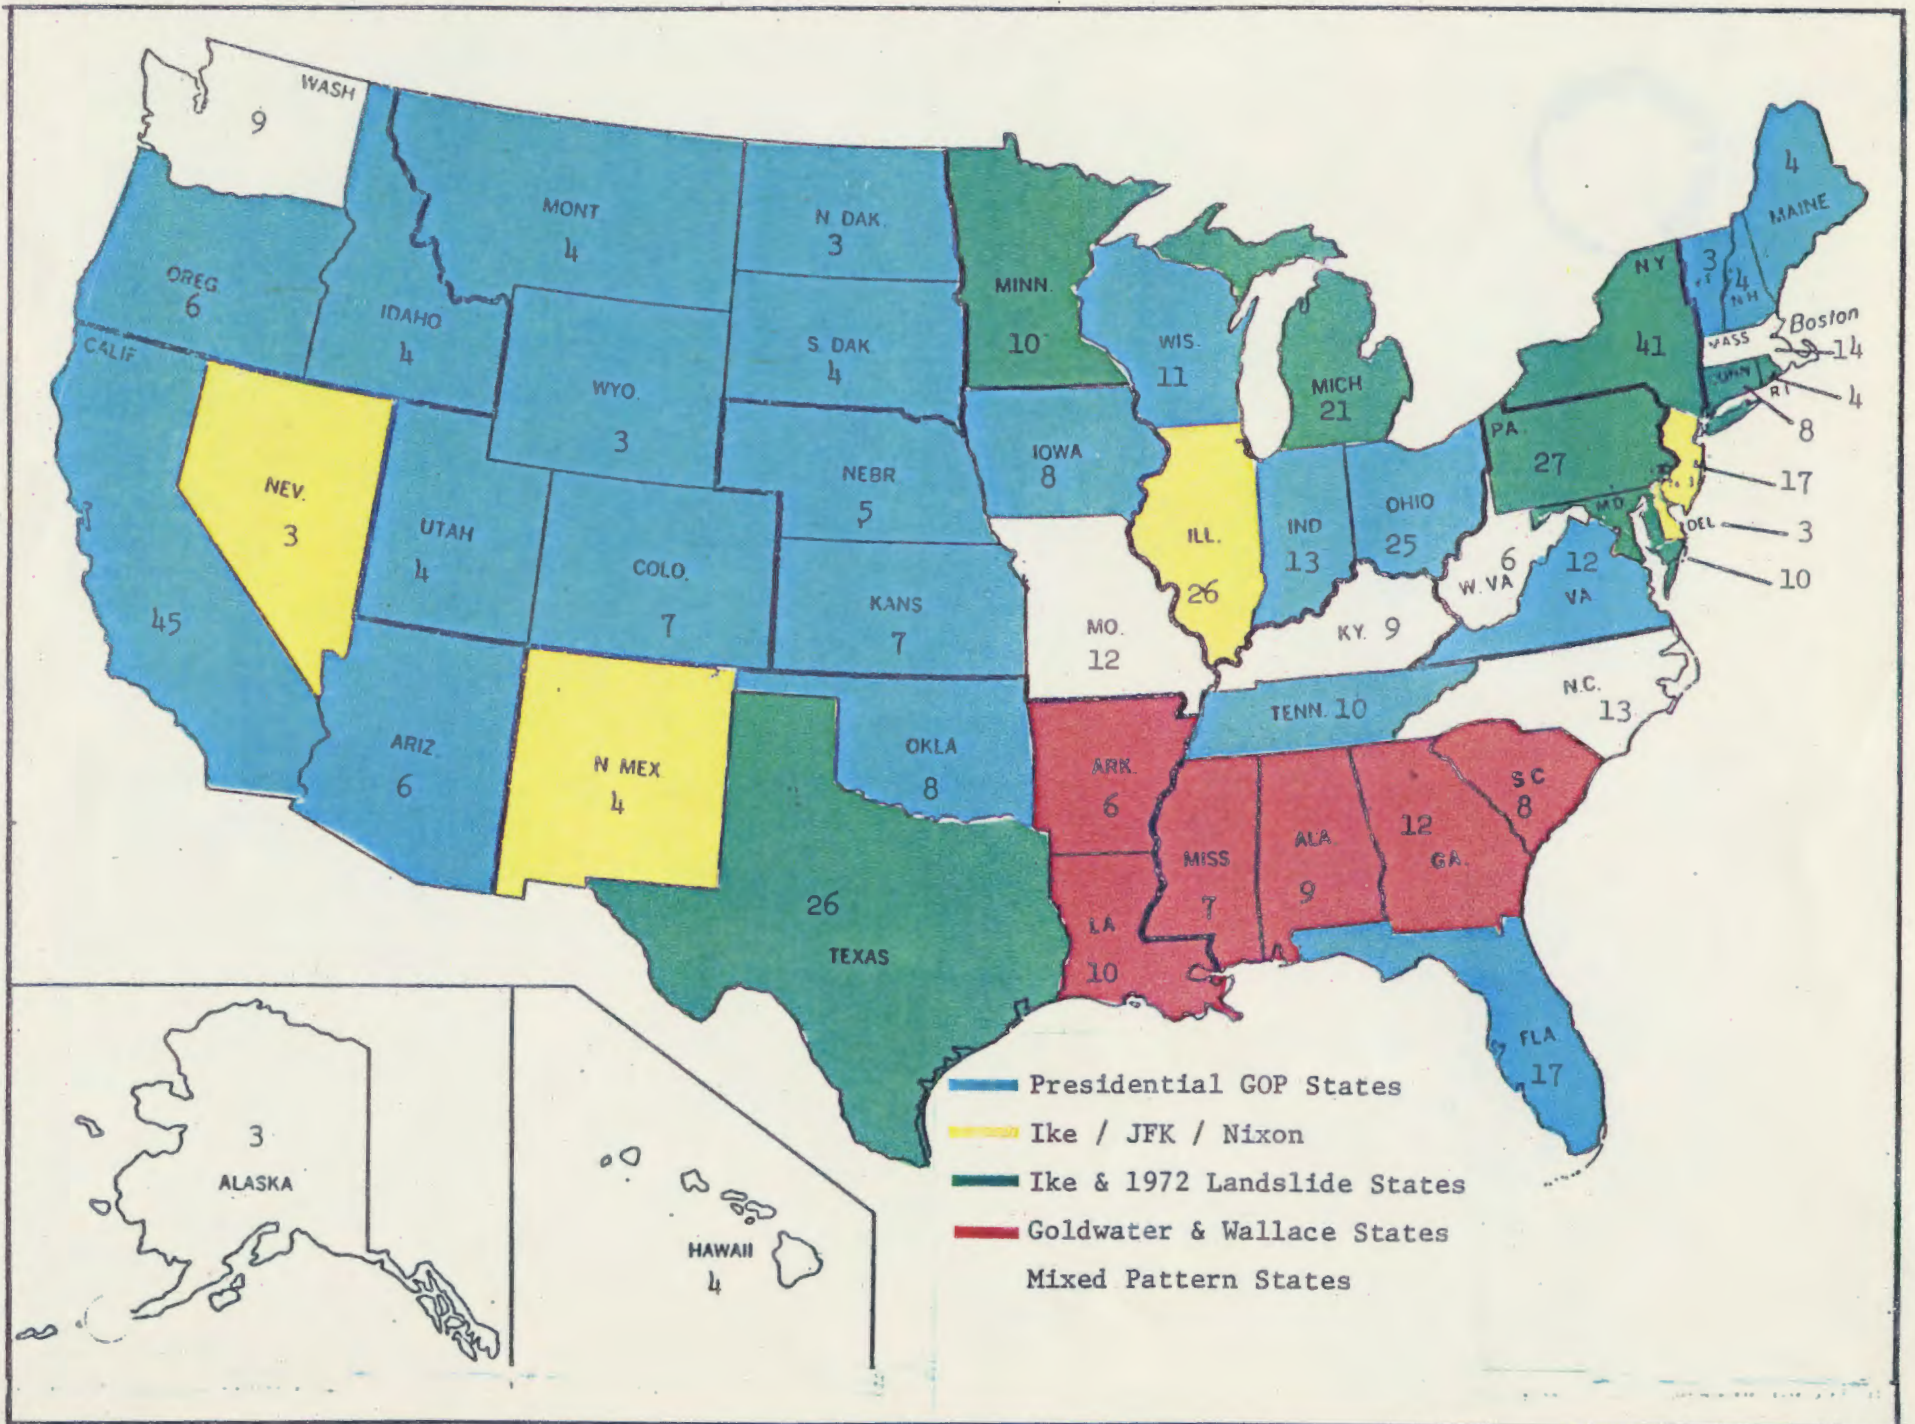 WASH
9
MONT.
4
N. DAK.
3
MINN.
10
4
MAINE
OREG.
6
IDAHO
4
CALIF
S. DAK.
4
WIS.
11
MICH
21
NY
41
3
4
NH
Boston
MASS
14
CONN
RI
4
8
WYO.
3
NEBR
5
IOWA
8
PA.
27
17
NEV.
3
UTAH
4
COLO.
7
KANS
7
ILL.
26
IND
13
OHIO
25
MD
DEL
3
10
W. VA
6
12
VA
45
MO.
12
KY. 9
N.C.
13
TENN. 10
ARIZ.
6
N MEX
4
OKLA
8
ARK.
6
MISS
7
ALA
9
12
GA.
S C
8
26
TEXAS
LA
10
FLA
17
3
ALASKA
HAWAII
4
Presidential GOP States
Ike / JFK / Nixon
Ike & 1972 Landslide States
Goldwater & Wallace States
Mixed Pattern States